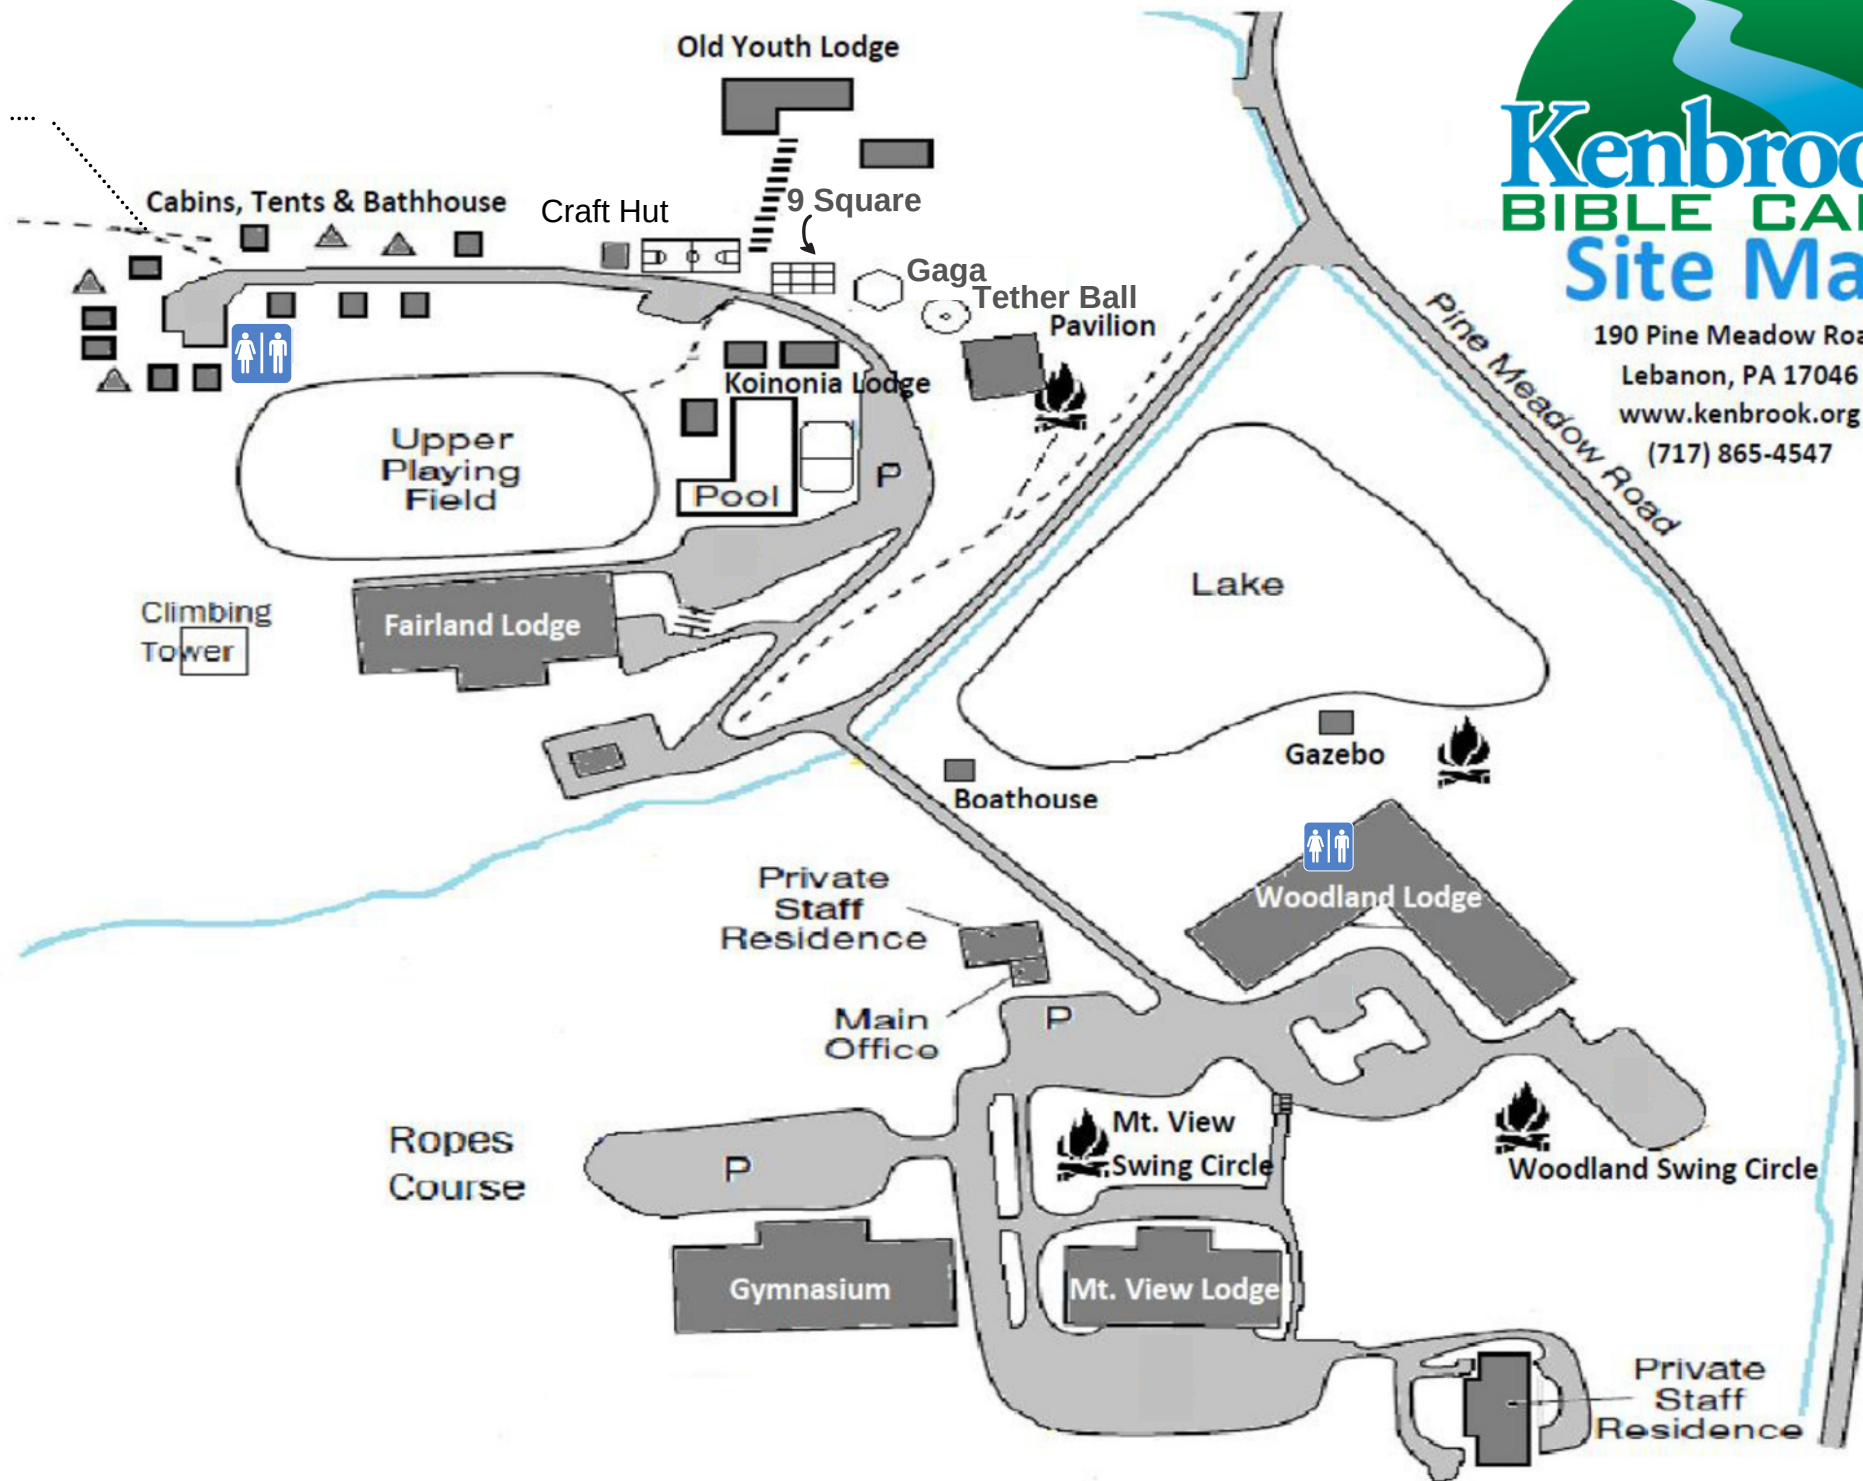 Old Youth Lodge
Cabins, Tents & Bathhouse
Craft Hut
9 Square
Gaga
Tether Ball
Pavilion
Koinonia Lodge
Upper
Playing
Field
Pool
P
Climbing
Tower
Fairland Lodge
Kenbroo
BIBLE CA
Site Ma
190 Pine Meadow Roa
Lebanon, PA 17046
www.kenbrook.org
(717) 865-4547
Pine Meadow Road
Lake
Gazebo
Boathouse
Woodland Lodge
Private
Staff
Residence
Main
Office
P
Ropes
Course
P
Mt. View
Swing Circle
Woodland Swing Circle
Gymnasium
Mt. View Lodge
Private
Staff
Residence